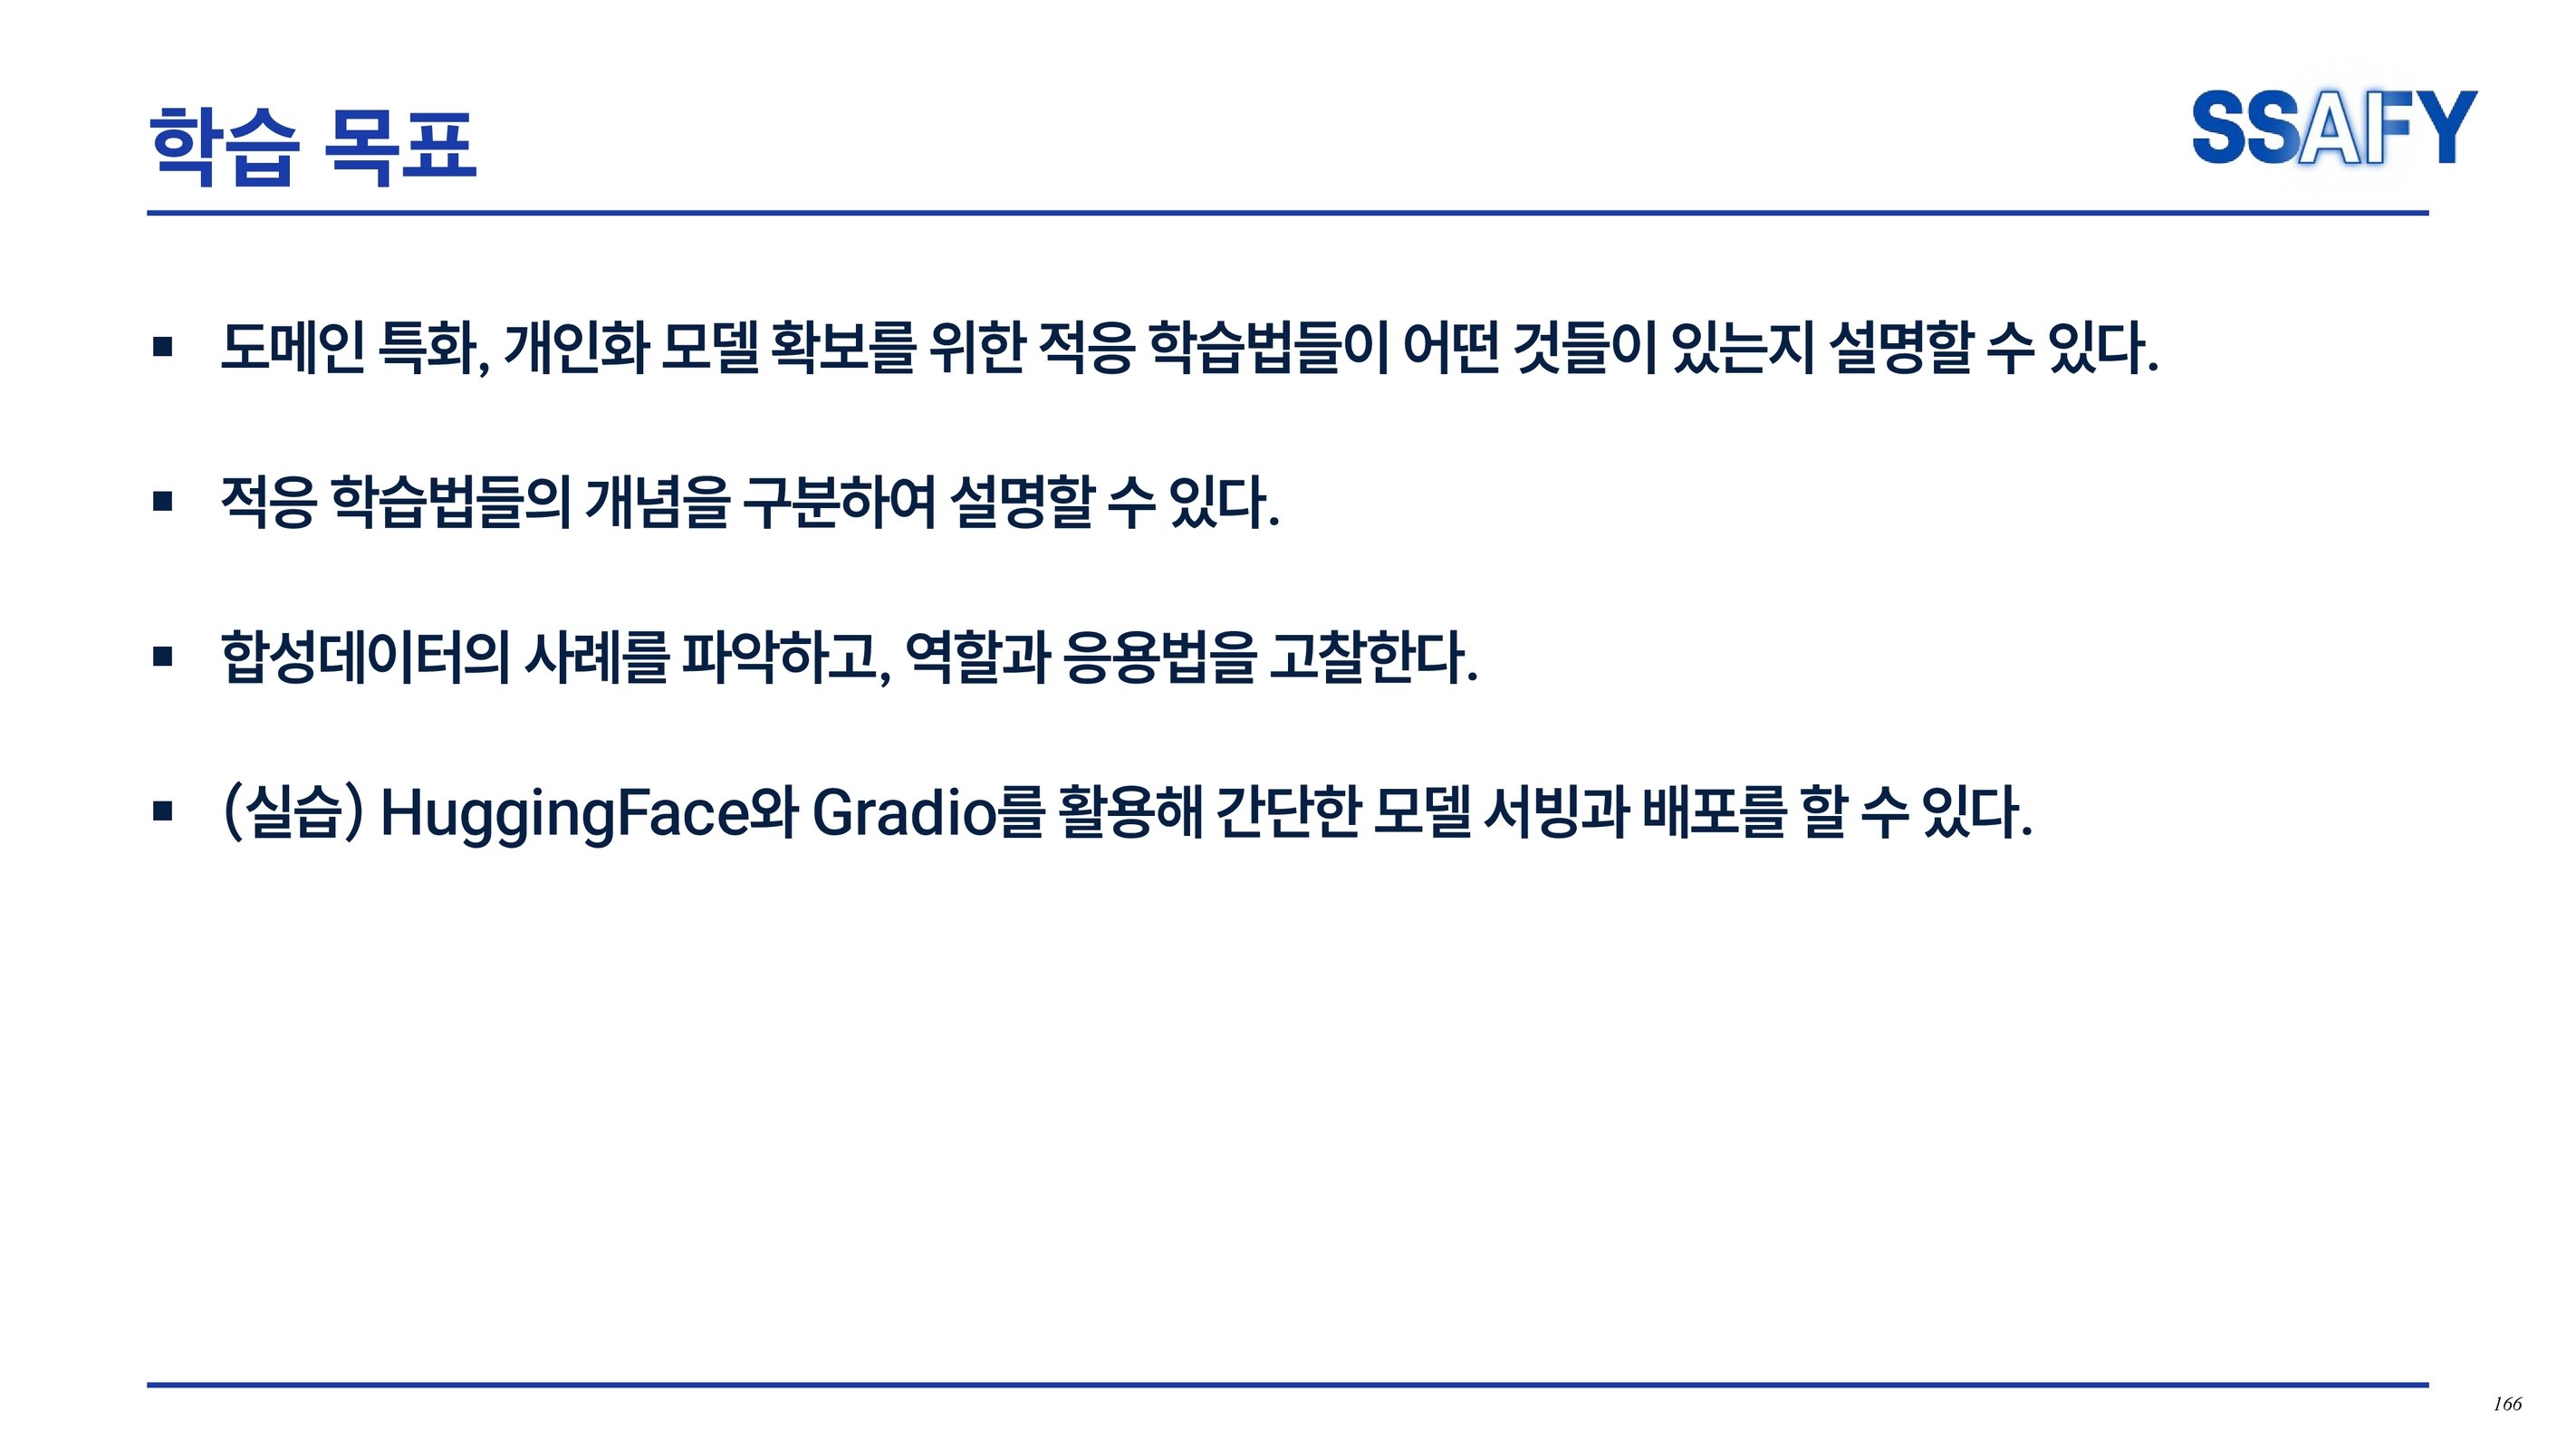 학습 목표
SSAFY
▪ 도메인 특화, 개인화 모델 확보를 위한 적응 학습법들이 어떤 것들이 있는지 설명할 수 있다.
▪ 적응 학습법들의 개념을 구분하여 설명할 수 있다.
▪ 합성데이터의 사례를 파악하고, 역할과 응용법을 고찰한다.
▪ (실습) HuggingFace와 Gradio를 활용해 간단한 모델 서빙과 배포를 할 수 있다.
166